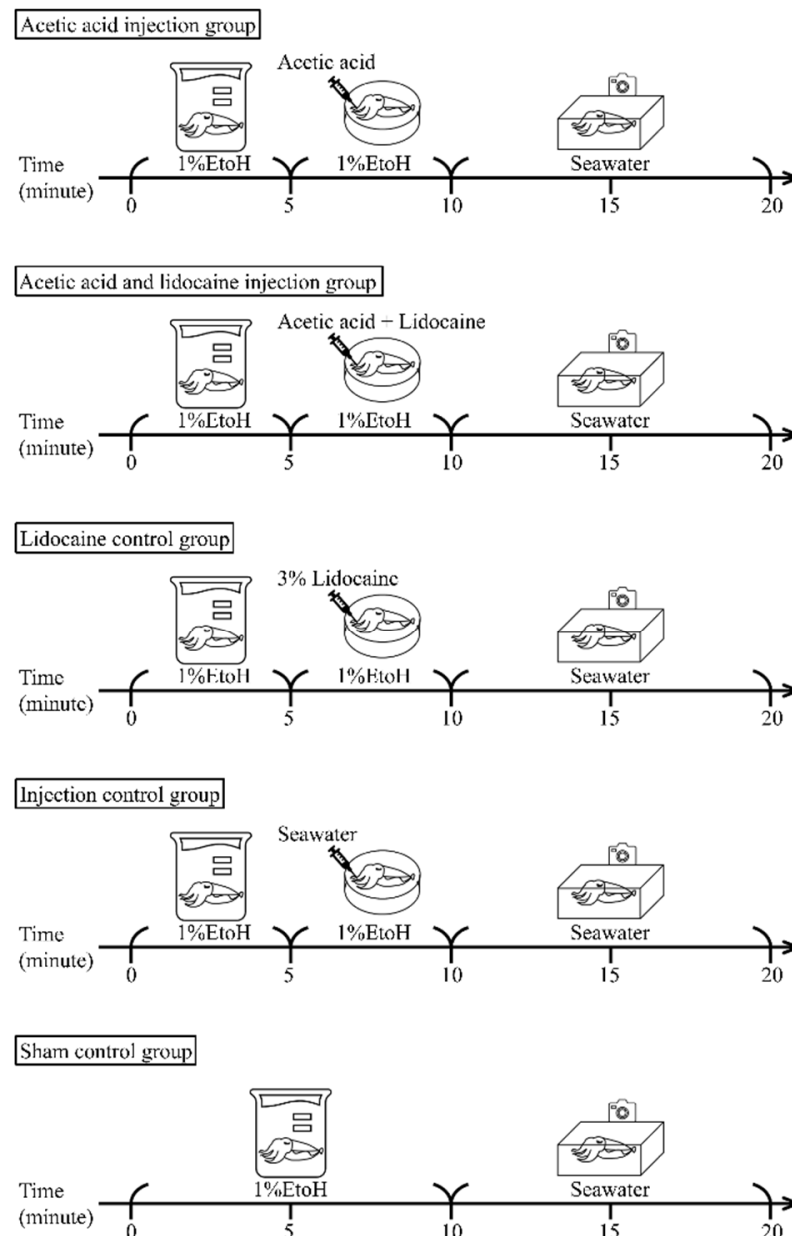 Acetic acid injection group
Acetic acid
1%EtoH 1%EtoH Seawater
Time
(minute)
0 5 10 15 20
Acetic acid and lidocaine injection group
Acetic acid + Lidocaine
1%EtoH 1%EtoH Seawater
Time
(minute)
0 5 10 15 20
Lidocaine control group
3% Lidocaine
1%EtoH 1%EtoH Seawater
Time
(minute)
0 5 10 15 20
Injection control group
Seawater
1%EtoH 1%EtoH Seawater
Time
(minute)
0 5 10 15 20
Sham control group
1%EtoH Seawater
Time
(minute)
0 5 10 15 20